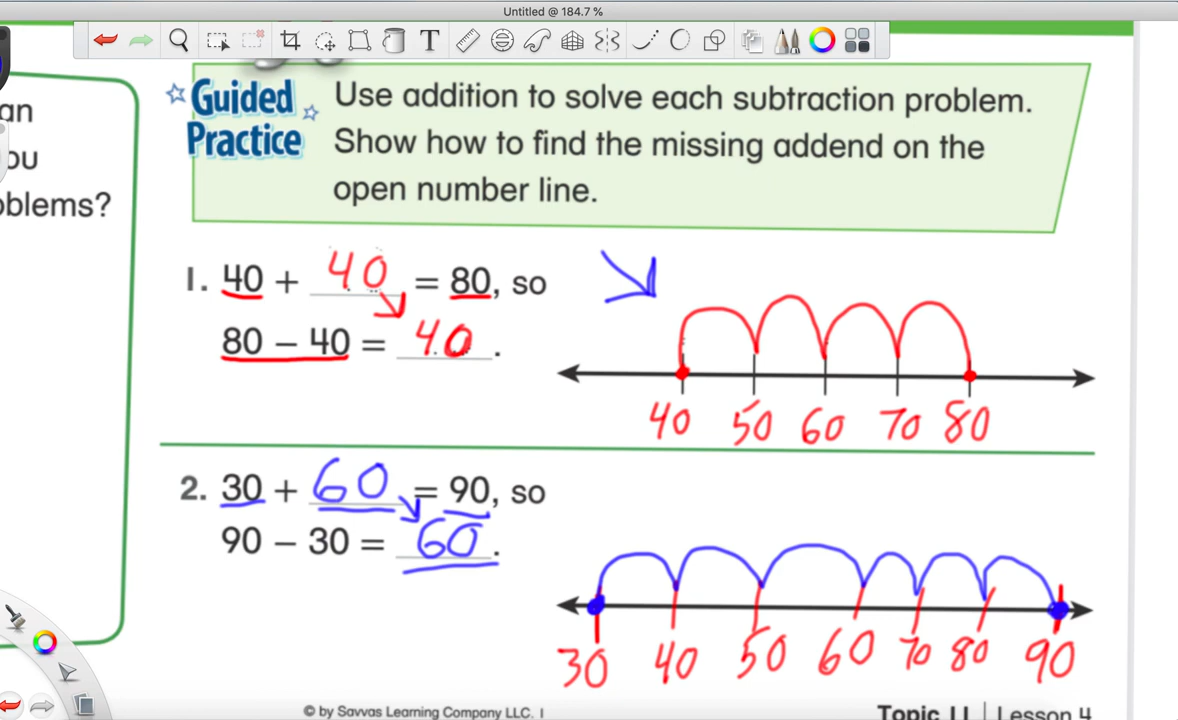 Untitled @ 184.7 %
T
an
ou
oblems?
Guided
Practice
Use addition to solve each subtraction problem.
Show how to find the missing addend on the
open number line.
1. 40 + 40 = 80, so
80 − 40 = 40.
40 50 60 70 80
2. 30 + 60 = 90, so
90 − 30 = 60.
30 40 50 60 70 80 90
© by Savvas Learning Company LLC. 1
Topic 11 | Lesson 4